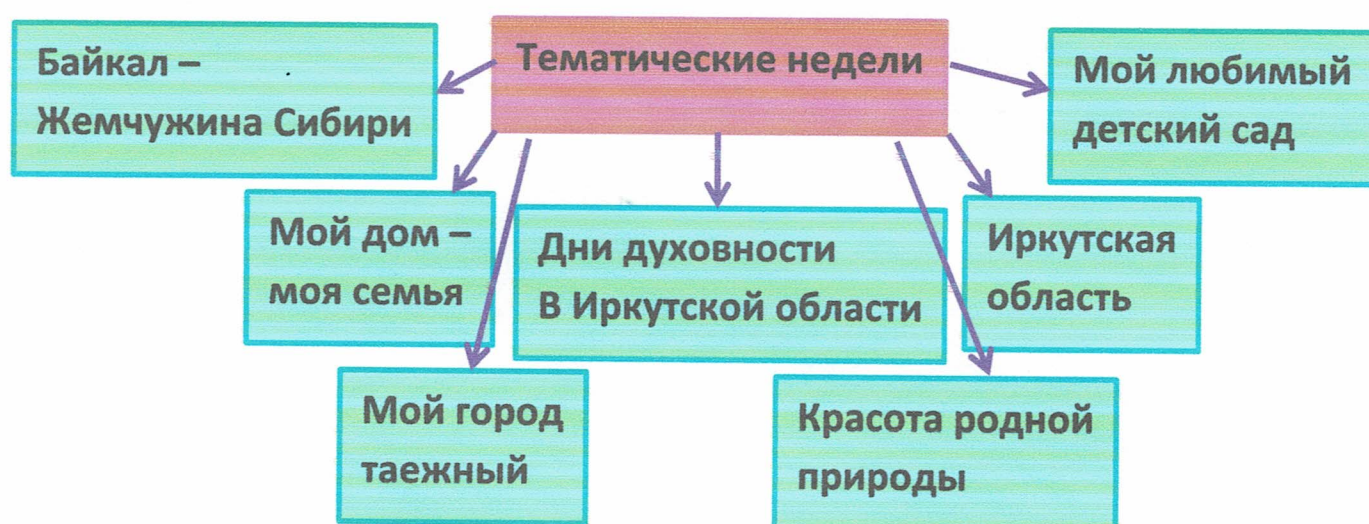 Тематические недели
Байкал –
Жемчужина Сибири
Мой любимый
детский сад
Мой дом –
моя семья
Дни духовности
В Иркутской области
Иркутская
область
Мой город
таежный
Красота родной
природы